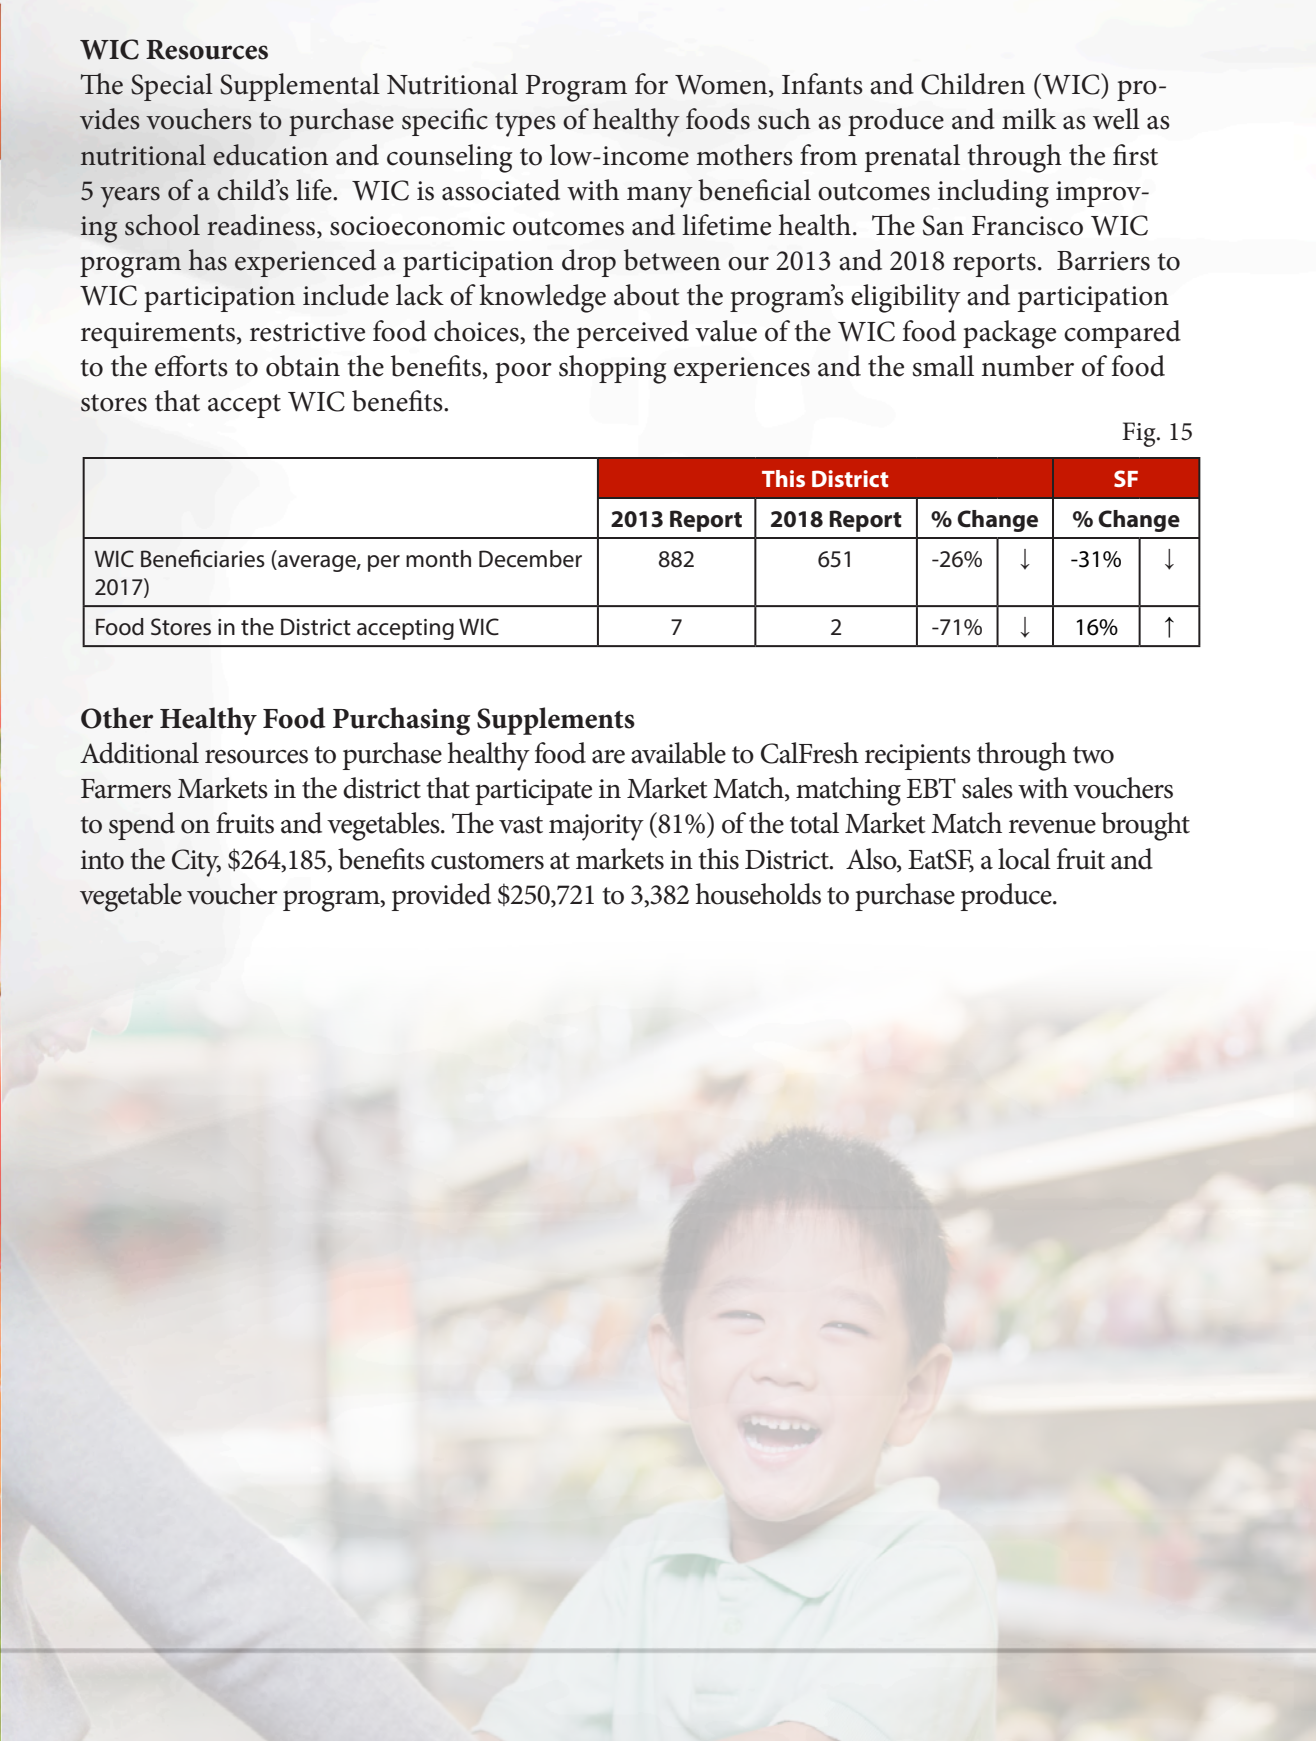 WIC Resources
The Special Supplemental Nutritional Program for Women, Infants and Children (WIC) pro-
vides vouchers to purchase specific types of healthy foods such as produce and milk as well as
nutritional education and counseling to low-income mothers from prenatal through the first
5 years of a child's life.  WIC is associated with many beneficial outcomes including improv-
ing school readiness, socioeconomic outcomes and lifetime health.  The San Francisco WIC
program has experienced a participation drop between our 2013 and 2018 reports.  Barriers to
WIC participation include lack of knowledge about the program's eligibility and participation
requirements, restrictive food choices, the perceived value of the WIC food package compared
to the efforts to obtain the benefits, poor shopping experiences and the small number of food
stores that accept WIC benefits.
Fig. 15
This District SF
2013 Report 2018 Report % Change % Change
WIC Beneficiaries (average, per month December 882 651 -26% ↓ -31% ↓
2017)
Food Stores in the District accepting WIC 7 2 -71% ↓ 16% ↑
Other Healthy Food Purchasing Supplements
Additional resources to purchase healthy food are available to CalFresh recipients through two
Farmers Markets in the district that participate in Market Match, matching EBT sales with vouchers
to spend on fruits and vegetables. The vast majority (81%) of the total Market Match revenue brought
into the City, $264,185, benefits customers at markets in this District.  Also, EatSF, a local fruit and
vegetable voucher program, provided $250,721 to 3,382 households to purchase produce.